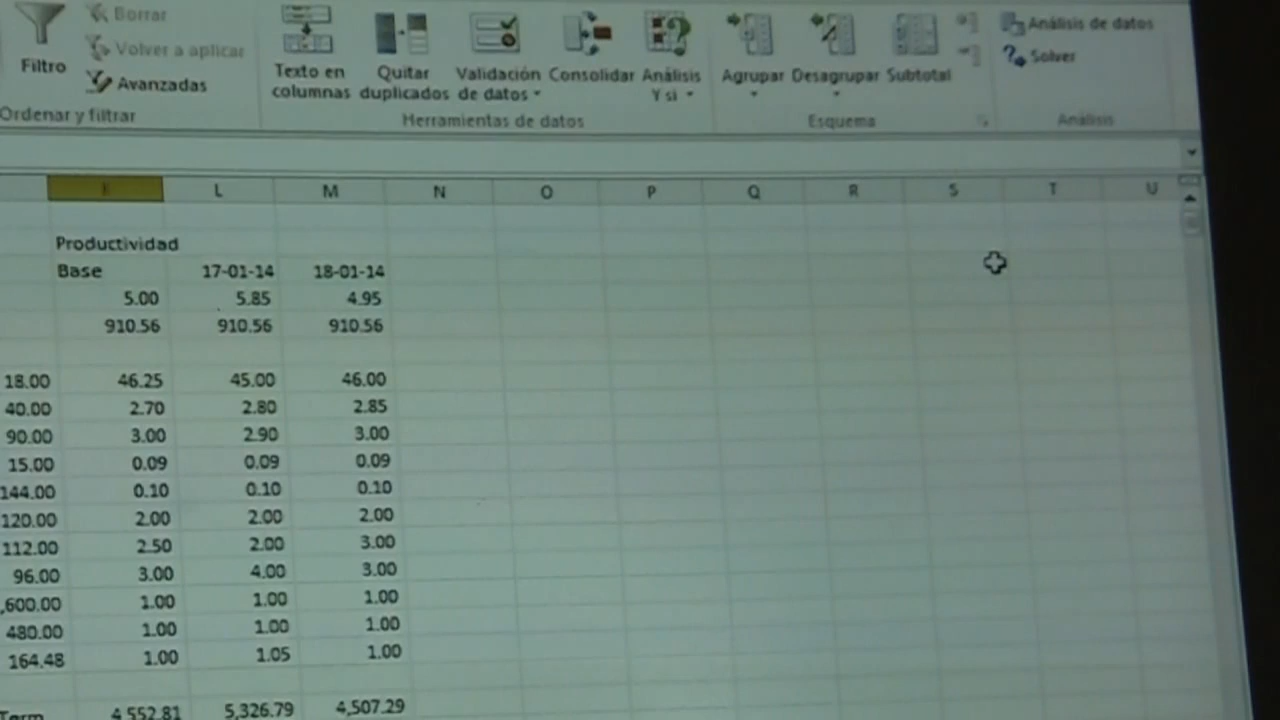 Borrar
Filtro
Volver a aplicar
Avanzadas
Ordenar y filtrar
Texto en columnas
Quitar duplicados
Validación de datos
Consolidar
Análisis Y si
Herramientas de datos
Agrupar
Desagrupar
Subtotal
Esquema
Análisis de datos
Solver
Análisis
L M N O P Q R S T U
Productividad
Base 17-01-14 18-01-14
5.00 5.85 4.95
910.56 910.56 910.56
18.00 46.25 45.00 46.00
40.00 2.70 2.80 2.85
90.00 3.00 2.90 3.00
15.00 0.09 0.09 0.09
144.00 0.10 0.10 0.10
120.00 2.00 2.00 2.00
112.00 2.50 2.00 3.00
96.00 3.00 4.00 3.00
,600.00 1.00 1.00 1.00
480.00 1.00 1.00 1.00
164.48 1.00 1.05 1.00
Term 4,552.81 5,326.79 4,507.29